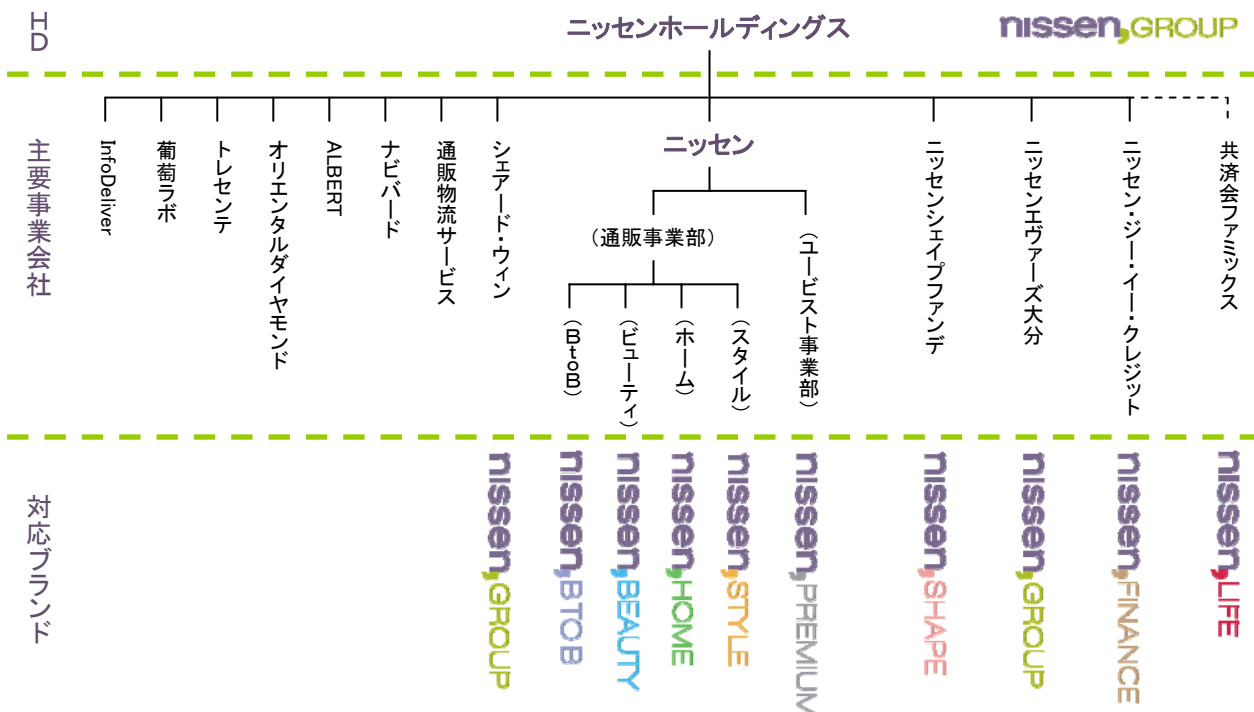 HD
ニッセンホールディングス
nissen,GROUP
主要事業会社
InfoDeliver
葡萄ラボ
トレセンテ
オリエンタルダイヤモンド
ALBERT
ナビバード
通販物流サービス
シェアード・ウィン
ニッセン
（通販事業部）
（BtoB）
（ビューティ）
（ホーム）
（スタイル）
（ユービスト事業部）
ニッセンシェイプファンデ
ニッセンエヴァーズ大分
ニッセン・ジー・イー・クレジット
共済会ファミックス
対応ブランド
nissen,GROUP
nissen,BTOB
nissen,BEAUTY
nissen,HOME
nissen,STYLE
nissen,PREMIUM
nissen,SHAPE
nissen,GROUP
nissen,FINANCE
nissen,LIFE